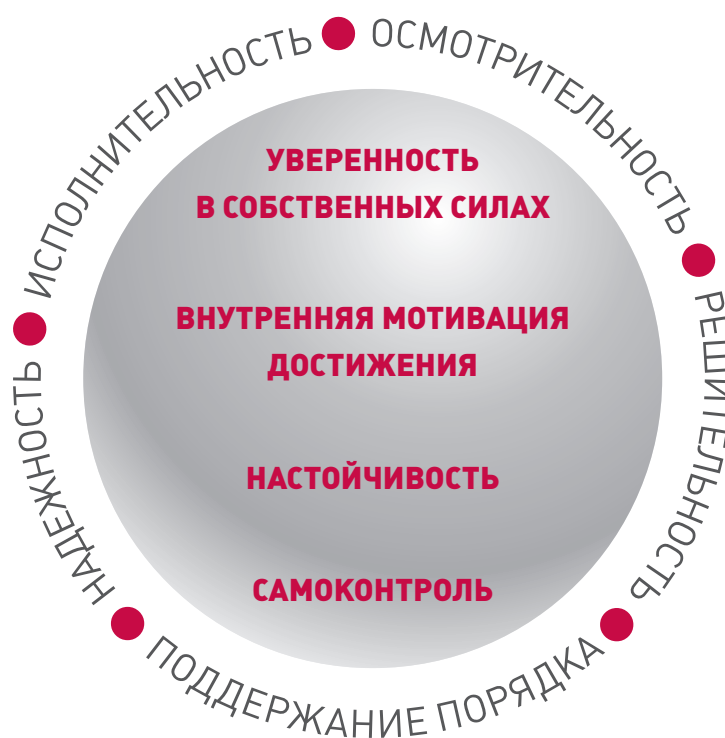 ИСПОЛНИТЕЛЬНОСТЬ
ОСМОТРИТЕЛЬНОСТЬ
РЕШИТЕЛЬНОСТЬ
ПОДДЕРЖАНИЕ ПОРЯДКА
НАДЕЖНОСТЬ
УВЕРЕННОСТЬ
В СОБСТВЕННЫХ СИЛАХ
ВНУТРЕННЯЯ МОТИВАЦИЯ
ДОСТИЖЕНИЯ
НАСТОЙЧИВОСТЬ
САМОКОНТРОЛЬ